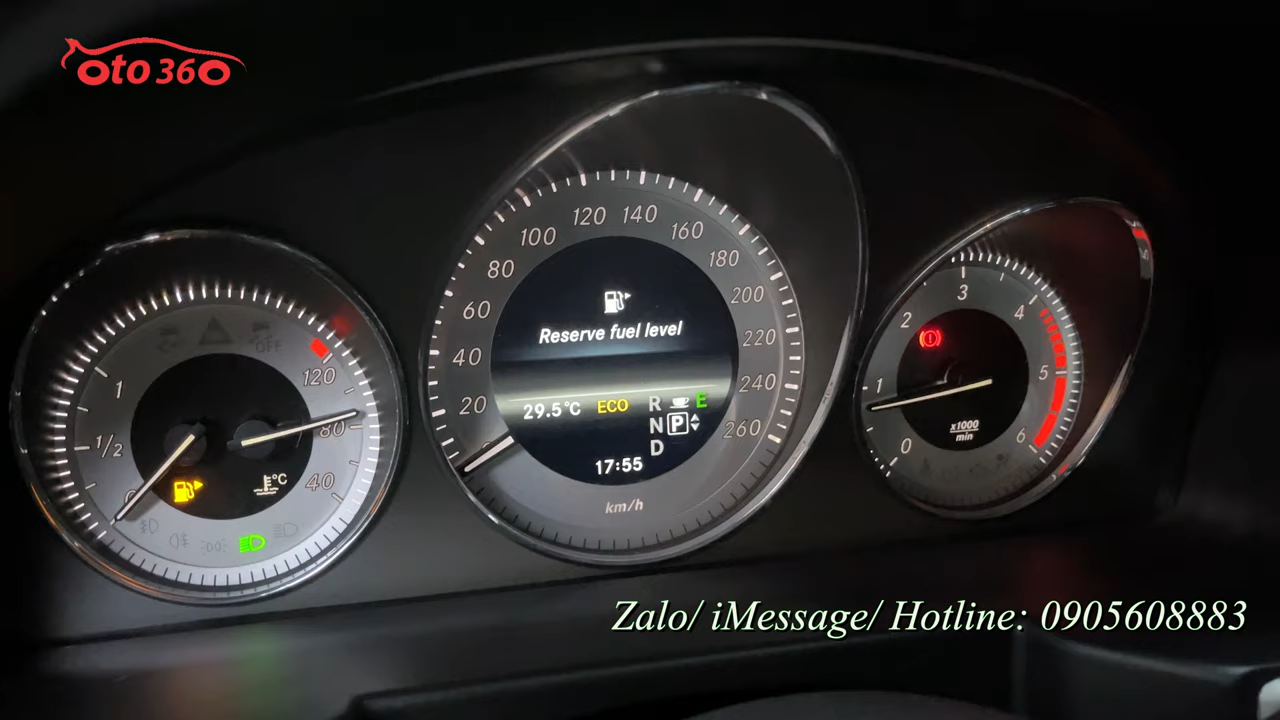 oto 360
120 140
100 160
80 180
60 200
40 220
20 240
0 260
Reserve fuel level
29.5°C ECO R E
N P
D
17:55
km/h
1
1/2
0
120
80
40
°C
OFF
0
1
2
3
4
5
6
x1000
min
Zalo/ iMessage/ Hotline: 0905608883